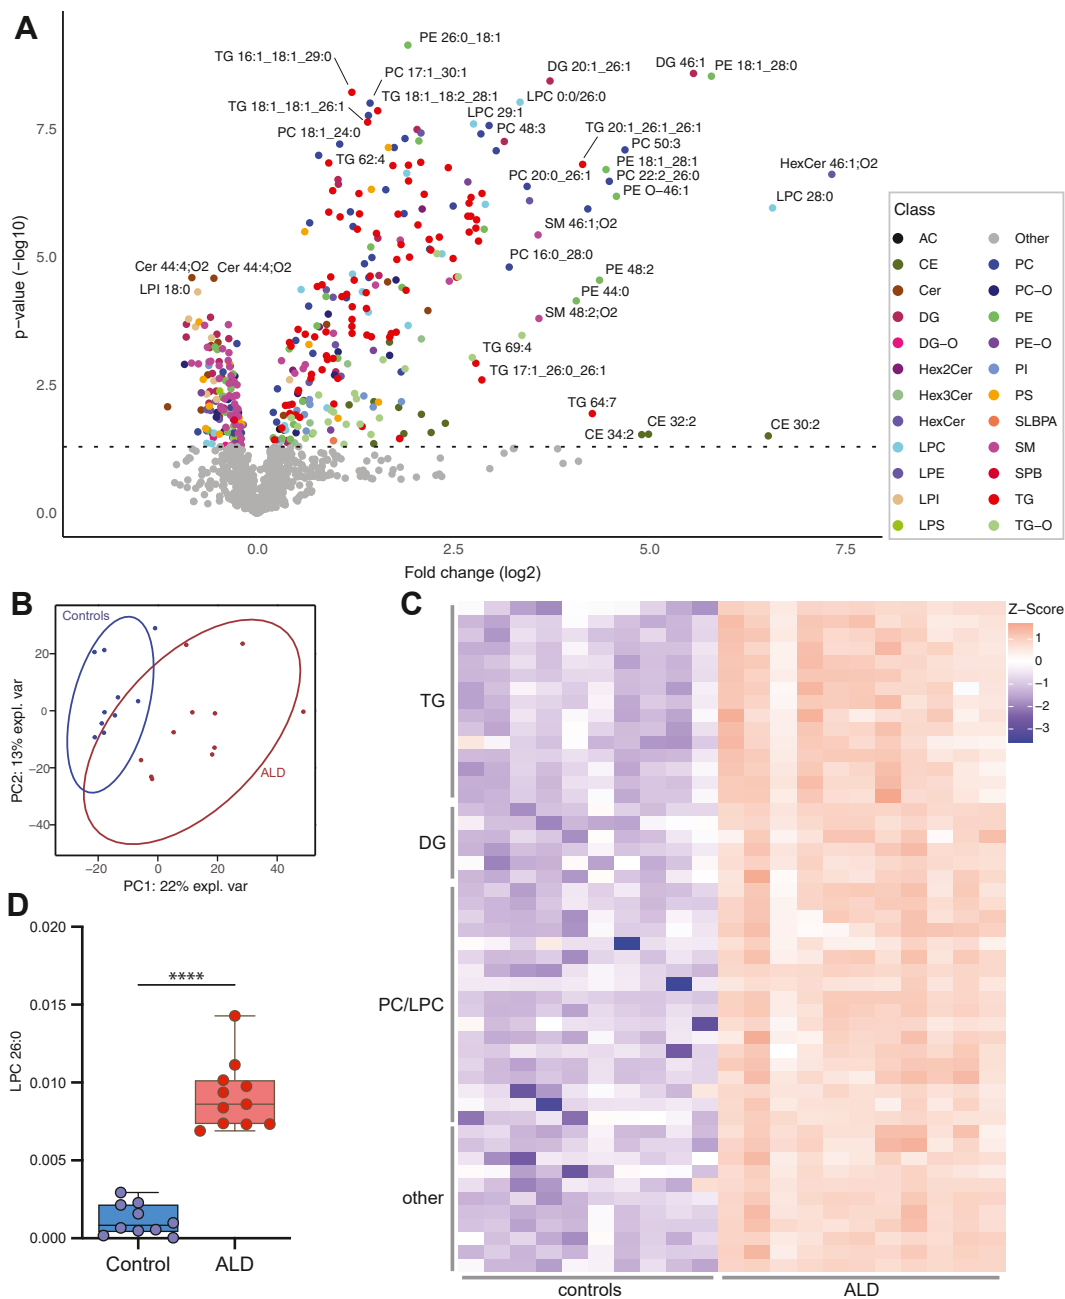 A
PE 26:0_18:1
TG 16:1_18:1_29:0
PC 17:1_30:1
DG 20:1_26:1
DG 46:1
PE 18:1_28:0
TG 18:1_18:2_28:1
LPC 0:0/26:0
TG 18:1_18:1_26:1
LPC 29:1
PC 18:1_24:0
PC 48:3
TG 20:1_26:1_26:1
PC 50:3
TG 62:4
PE 18:1_28:1
HexCer 46:1;O2
PC 20:0_26:1
PC 22:2_26:0
PE O−46:1
LPC 28:0
SM 46:1;O2
PC 16:0_28:0
Cer 44:4;O2
Cer 44:4;O2
LPI 18:0
PE 48:2
PE 44:0
SM 48:2;O2
TG 69:4
TG 17:1_26:0_26:1
TG 64:7
CE 34:2
CE 32:2
CE 30:2
p−value (−log10)
7.5
5.0
2.5
0.0
0.0
2.5
5.0
7.5
Fold change (log2)
Class
AC
CE
Cer
DG
DG−O
Hex2Cer
Hex3Cer
HexCer
LPC
LPE
LPI
LPS
Other
PC
PC−O
PE
PE−O
PI
PS
SLBPA
SM
SPB
TG
TG−O
B
Controls
ALD
PC2: 13% expl. var
20
0
−20
−40
−20
0
20
40
PC1: 22% expl. var
C
TG
DG
PC/LPC
other
controls
ALD
Z−Score
1
0
−1
−2
−3
D
LPC 26:0
0.020
0.015
0.010
0.005
0.000
****
Control
ALD